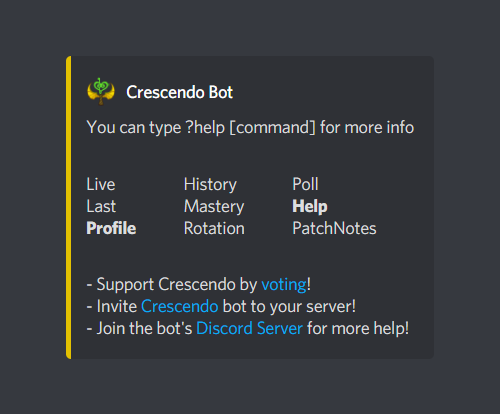 Crescendo Bot
You can type ?help [command] for more info
Live History Poll
Last Mastery Help
Profile Rotation PatchNotes
- Support Crescendo by voting!
- Invite Crescendo bot to your server!
- Join the bot's Discord Server for more help!